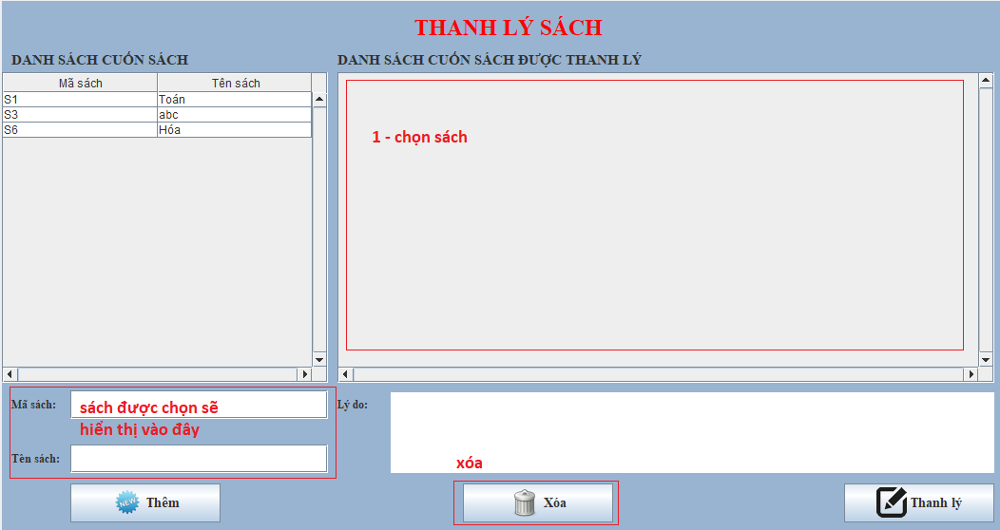 THANH LÝ SÁCH
DANH SÁCH CUỐN SÁCH
DANH SÁCH CUỐN SÁCH ĐƯỢC THANH LÝ
Mã sách Tên sách
S1 Toán
S3 abc
S6 Hóa
1 - chọn sách
Mã sách: sách được chọn sẽ
hiển thị vào đây
Lý do:
Tên sách:
xóa
NEW Thêm
Xóa
Thanh lý